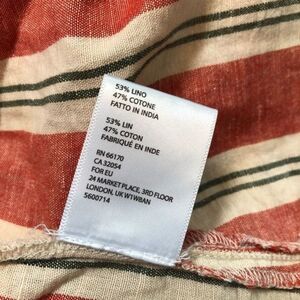 53% LINO
47% COTONE
FATTO IN INDIA
53% LIN
47% COTON
FABRIQUÉ EN INDE
RN 66170
CA 32054
FOR EU
24 MARKET PLACE, 3RD FLOOR
LONDON, UK W1W8AN
5600714